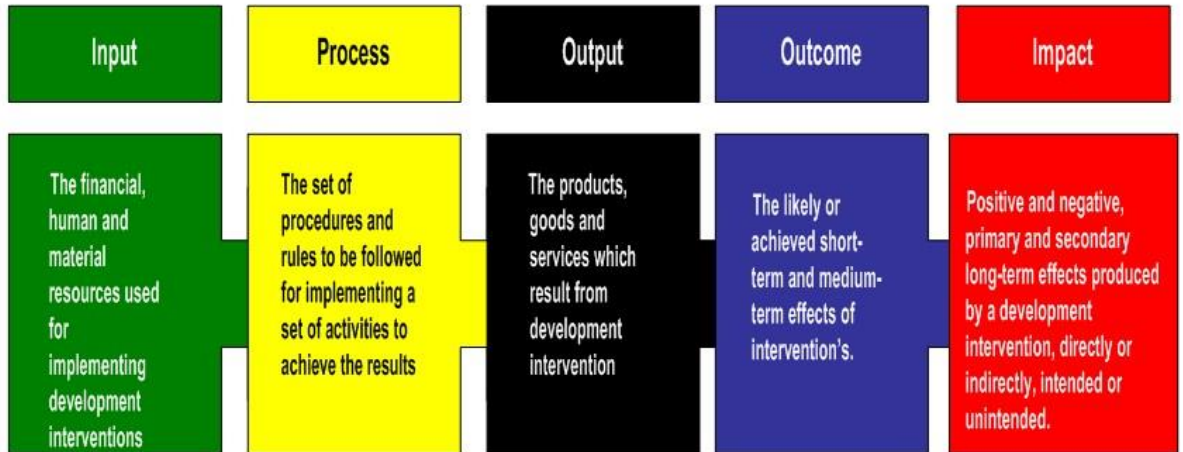 Input
Process
Output
Outcome
Impact
The financial,
human and
material
resources used
for
implementing
development
interventions
The set of
procedures and
rules to be followed
for implementing a
set of activities to
achieve the results
The products,
goods and
services which
result from
development
intervention
The likely or
achieved short-
term and medium-
term effects of
intervention's.
Positive and negative,
primary and secondary
long-term effects produced
by a development
intervention, directly or
indirectly, intended or
unintended.